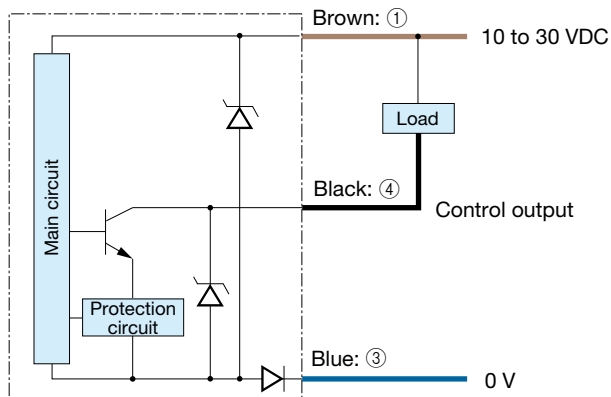 Brown: ①
10 to 30 VDC
Load
Main circuit
Black: ④
Control output
Protection
circuit
Blue: ③
0 V